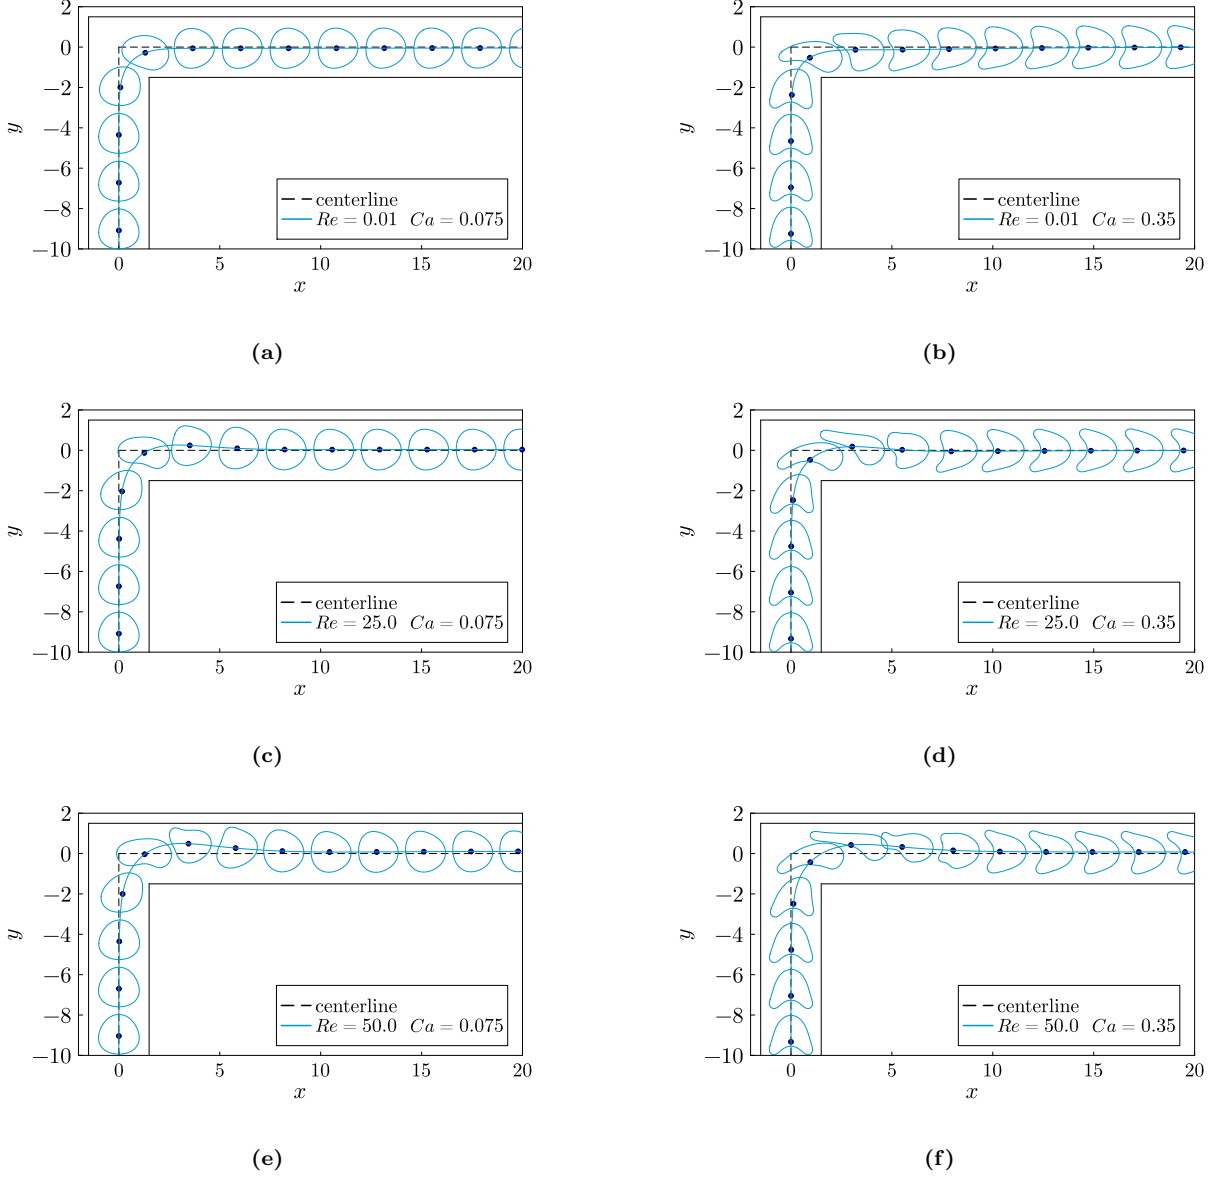 2
0
−2
−4
−6
−8
−10
y
0 5 10 15 20
x
centerline
Re = 0.01 Ca = 0.075
(a)
2
0
−2
−4
−6
−8
−10
y
0 5 10 15 20
x
centerline
Re = 0.01 Ca = 0.35
(b)
2
0
−2
−4
−6
−8
−10
y
0 5 10 15 20
x
centerline
Re = 25.0 Ca = 0.075
(c)
2
0
−2
−4
−6
−8
−10
y
0 5 10 15 20
x
centerline
Re = 25.0 Ca = 0.35
(d)
2
0
−2
−4
−6
−8
−10
y
0 5 10 15 20
x
centerline
Re = 50.0 Ca = 0.075
(e)
2
0
−2
−4
−6
−8
−10
y
0 5 10 15 20
x
centerline
Re = 50.0 Ca = 0.35
(f)